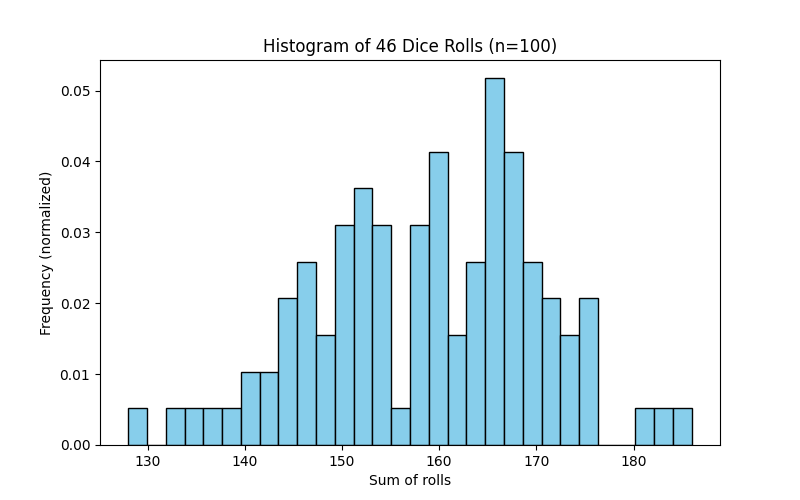 Histogram of 46 Dice Rolls (n=100)
Frequency (normalized)
0.05
0.04
0.03
0.02
0.01
0.00
130 140 150 160 170 180
Sum of rolls